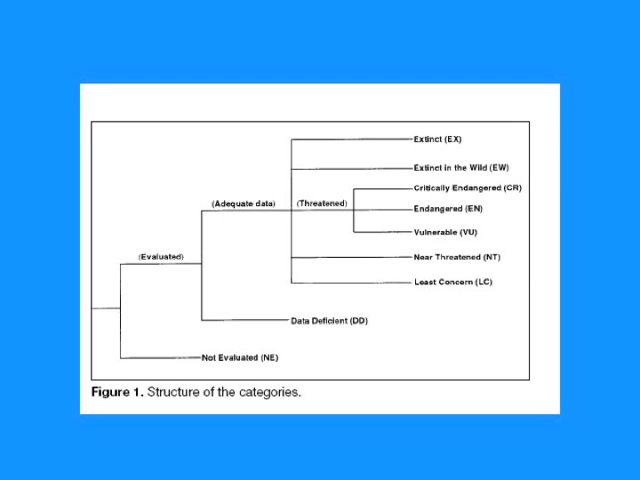 Extinct (EX)
Extinct in the Wild (EW)
Critically Endangered (CR)
(Adequate data)
(Threatened)
Endangered (EN)
Vulnerable (VU)
(Evaluated)
Near Threatened (NT)
Least Concern (LC)
Data Deficient (DD)
Not Evaluated (NE)
Figure 1. Structure of the categories.